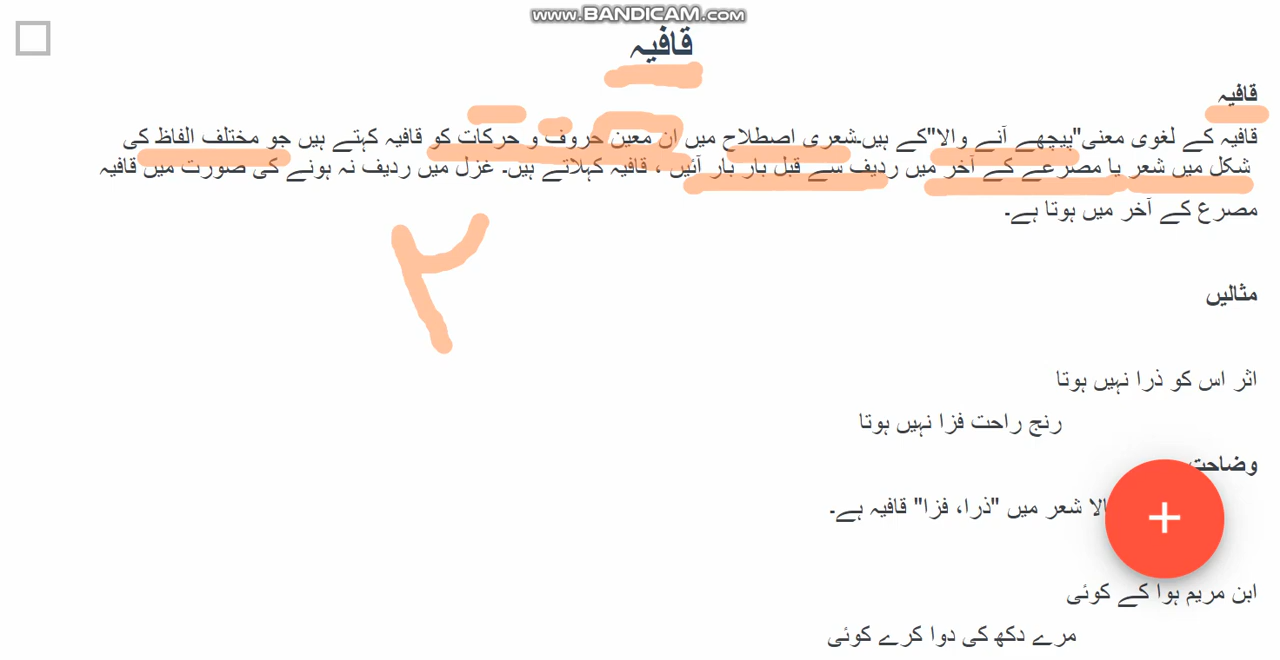 www.BANDICAM.com
قافیہ
قافیہ
قافیہ کے لغوی معنی"پیچھے آنے والا"کے ہیں۔شعری اصطلاح میں ان معین حروف و حرکات کو قافیہ کہتے ہیں جو مختلف الفاظ کی
شکل میں شعر یا مصرعے کے آخر میں ردیف سے قبل بار بار آئیں ، قافیہ کہلاتے ہیں۔ غزل میں ردیف نہ ہونے کی صورت میں قافیہ
مصرع کے آخر میں ہوتا ہے۔
مثالیں
اثر اس کو ذرا نہیں ہوتا
رنج راحت فزا نہیں ہوتا
وضاحت
شعر میں "ذرا، فزا" قافیہ ہے۔
ابن مریم ہوا کے کوئی
مرے دکھ کی دوا کرے کوئی